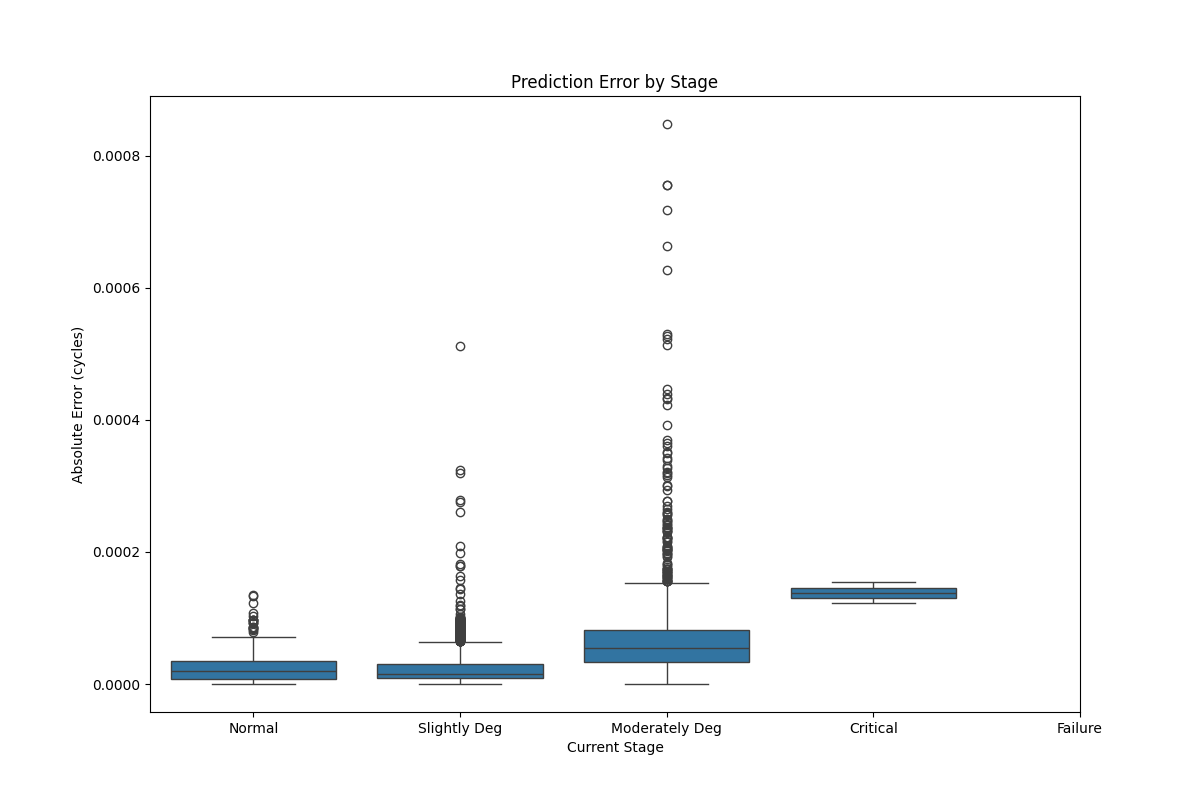 Prediction Error by Stage
0.0008
0.0006
0.0004
0.0002
0.0000
Absolute Error (cycles)
Normal Slightly Deg Moderately Deg Critical Failure
Current Stage